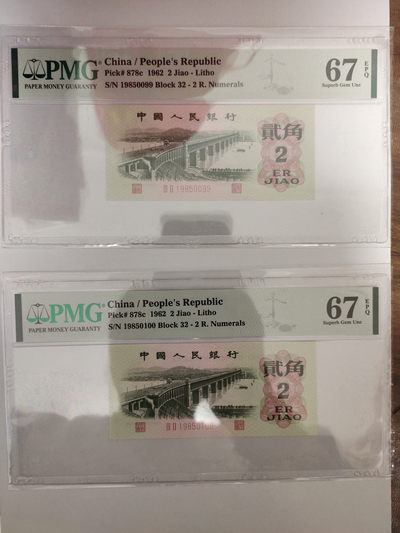 PMG
PAPER MONEY GUARANTY
China / People's Republic
Pick# 878c 1962 2 Jiao - Litho
S/N 19850099 Block 32 - 2 R. Numerals
67 EPQ
Superb Gem Unc
中國人民銀行
貳角
2
ER
JIAO
19850099
PMG
PAPER MONEY GUARANTY
China / People's Republic
Pick# 878c 1962 2 Jiao - Litho
S/N 19850100 Block 32 - 2 R. Numerals
67 EPQ
Superb Gem Unc
中國人民銀行
貳角
2
ER
JIAO
19850100